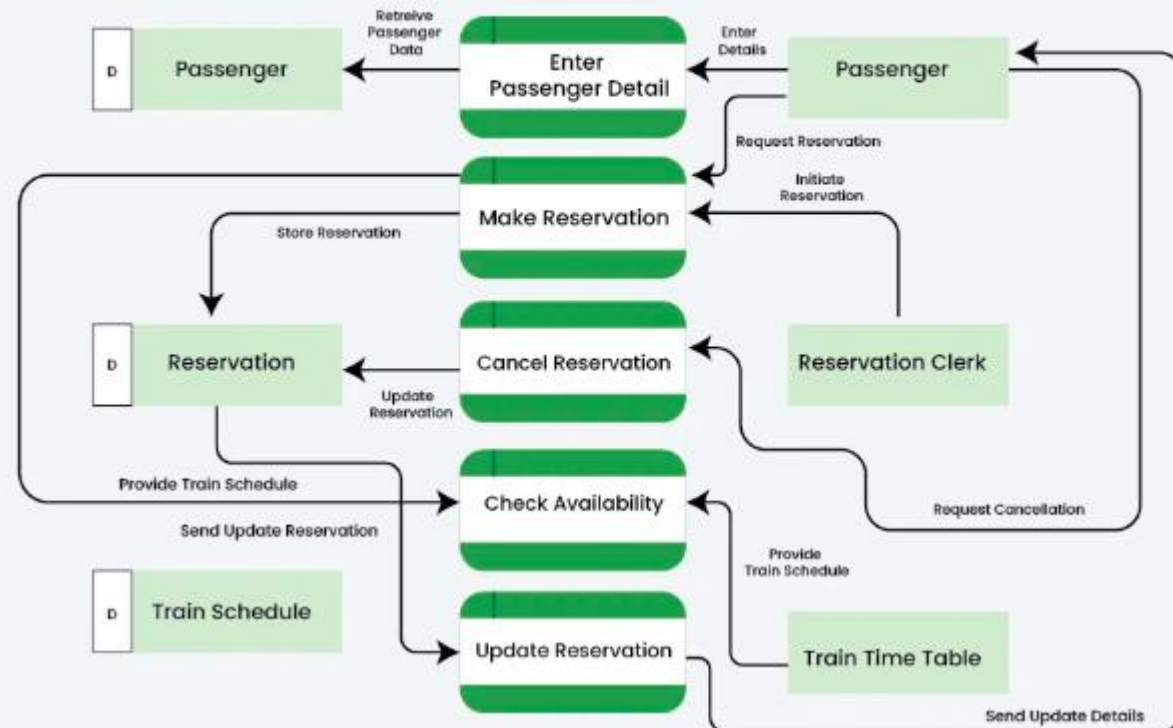 Retreive
Passenger
Data
Enter
Details
D
Passenger
Enter
Passenger Detail
Passenger
Request Reservation
Initiate
Reservation
Make Reservation
Store Reservation
D
Reservation
Cancel Reservation
Reservation Clerk
Update
Reservation
Provide Train Schedule
Check Availability
Request Cancellation
Send Update Reservation
Provide
Train Schedule
D
Train Schedule
Update Reservation
Train Time Table
Send Update Details